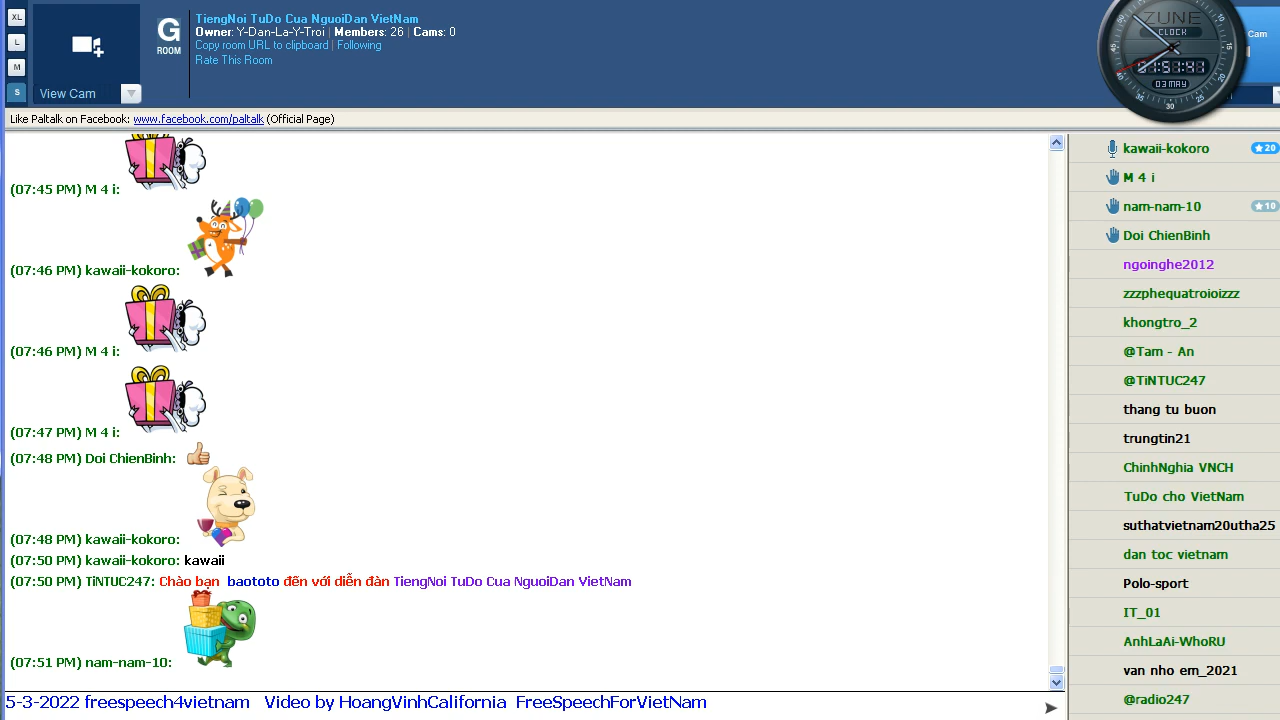 XL
L
M
S
View Cam
G
ROOM
TiengNoi TuDo Cua NguoiDan VietNam
Owner: Y-Dan-La-Y-Troi | Members: 26 | Cams: 0
Copy room URL to clipboard | Following
Rate This Room
ZUNE
CLOCK
03 MAY
Cam
Like Paltalk on Facebook: www.facebook.com/paltalk (Official Page)
(07:45 PM) M 4 i:
(07:46 PM) kawaii-kokoro:
(07:46 PM) M 4 i:
(07:47 PM) M 4 i:
(07:48 PM) Doi ChienBinh:
(07:48 PM) kawaii-kokoro:
(07:50 PM) kawaii-kokoro: kawaii
(07:50 PM) TiNTUC247: Chào bạn baototo đến với diễn đàn TiengNoi TuDo Cua NguoiDan VietNam
(07:51 PM) nam-nam-10:
kawaii-kokoro 20
M 4 i
nam-nam-10 10
Doi ChienBinh
ngoinghe2012
zzzphequatroioizzz
khongtro_2
@Tam - An
@TiNTUC247
thang tu buon
trungtin21
ChinhNghia VNCH
TuDo cho VietNam
suthatvietnam20utha25
dan toc vietnam
Polo-sport
IT_01
AnhLaAi-WhoRU
van nho em_2021
@radio247
5-3-2022 freespeech4vietnam Video by HoangVinhCalifornia FreeSpeechForVietNam